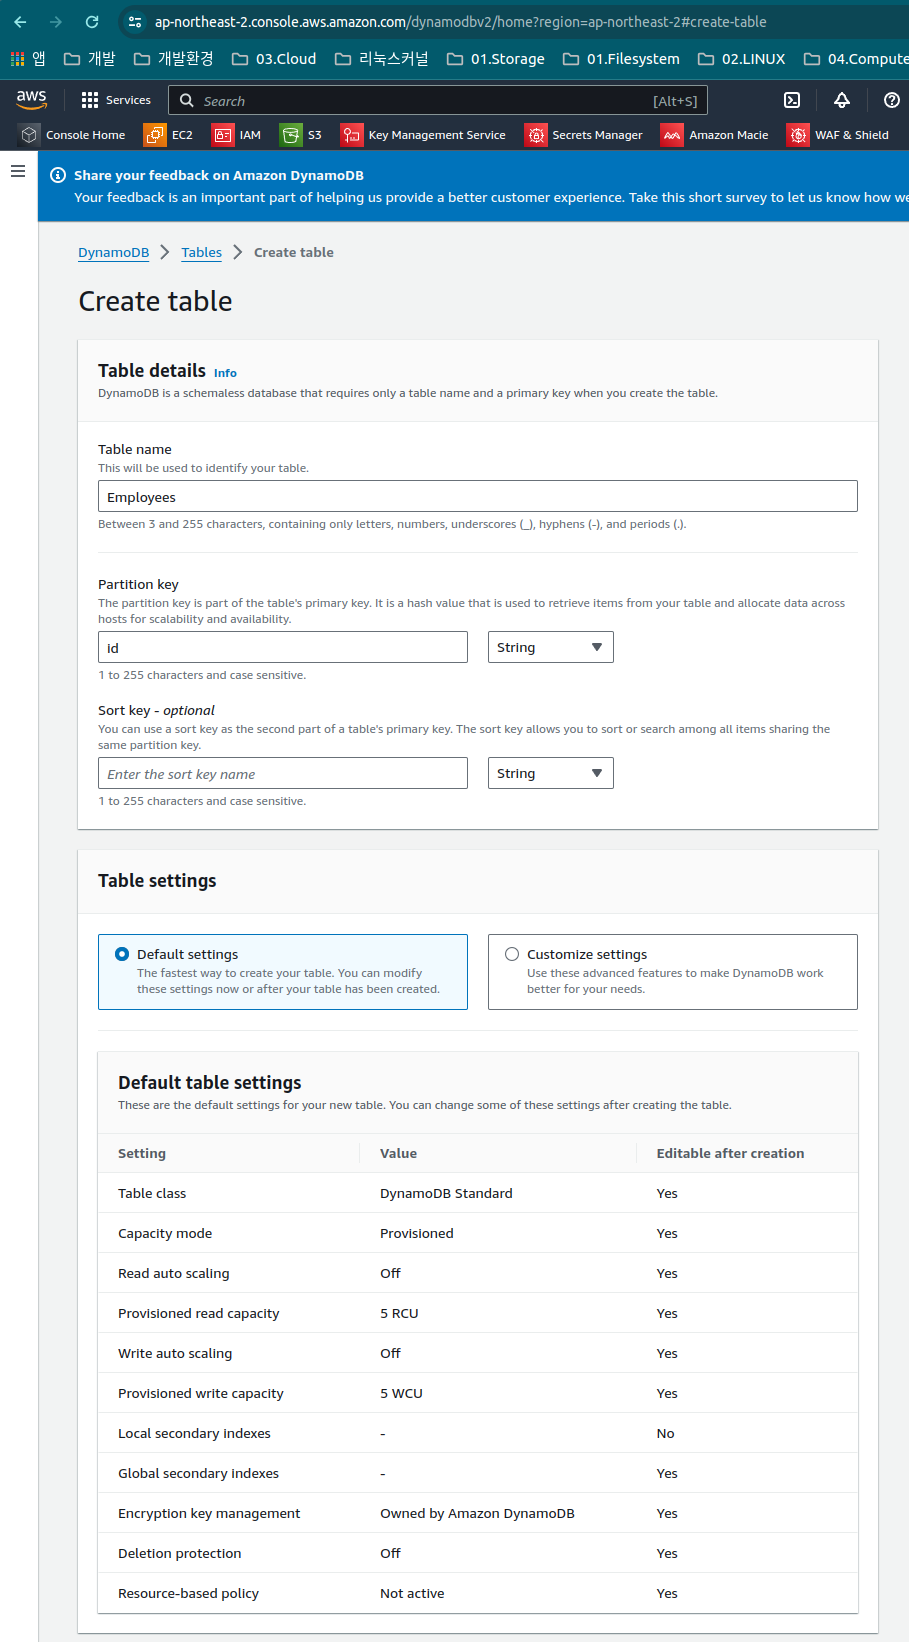 ap-northeast-2.console.aws.amazon.com/dynamodbv2/home?region=ap-northeast-2#create-table
앱 개발 개발환경 03.Cloud 리눅스커널 01.Storage 01.Filesystem 02.LINUX 04.Compute
aws Services Search [Alt+S]
Console Home EC2 IAM S3 Key Management Service Secrets Manager Amazon Macie WAF & Shield
Share your feedback on Amazon DynamoDB
Your feedback is an important part of helping us provide a better customer experience. Take this short survey to let us know how we
DynamoDB Tables Create table
Create table
Table details Info
DynamoDB is a schemaless database that requires only a table name and a primary key when you create the table.
Table name
This will be used to identify your table.
Employees
Between 3 and 255 characters, containing only letters, numbers, underscores (_), hyphens (-), and periods (.).
Partition key
The partition key is part of the table's primary key. It is a hash value that is used to retrieve items from your table and allocate data across
hosts for scalability and availability.
id String
1 to 255 characters and case sensitive.
Sort key - optional
You can use a sort key as the second part of a table's primary key. The sort key allows you to sort or search among all items sharing the
same partition key.
Enter the sort key name String
1 to 255 characters and case sensitive.
Table settings
Default settings
The fastest way to create your table. You can modify
these settings now or after your table has been created.
Customize settings
Use these advanced features to make DynamoDB work
better for your needs.
Default table settings
These are the default settings for your new table. You can change some of these settings after creating the table.
Setting Value Editable after creation
Table class DynamoDB Standard Yes
Capacity mode Provisioned Yes
Read auto scaling Off Yes
Provisioned read capacity 5 RCU Yes
Write auto scaling Off Yes
Provisioned write capacity 5 WCU Yes
Local secondary indexes - No
Global secondary indexes - Yes
Encryption key management Owned by Amazon DynamoDB Yes
Deletion protection Off Yes
Resource-based policy Not active Yes